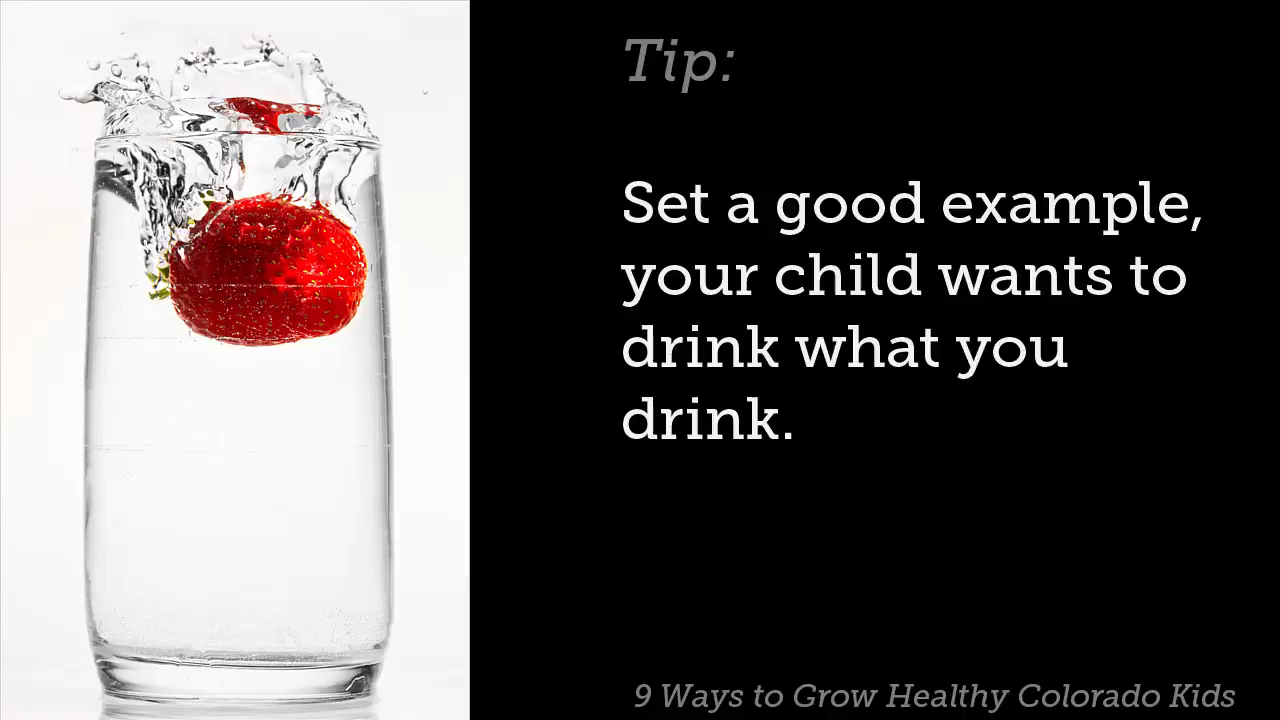 Tip:
Set a good example,
your child wants to
drink what you
drink.
9 Ways to Grow Healthy Colorado Kids